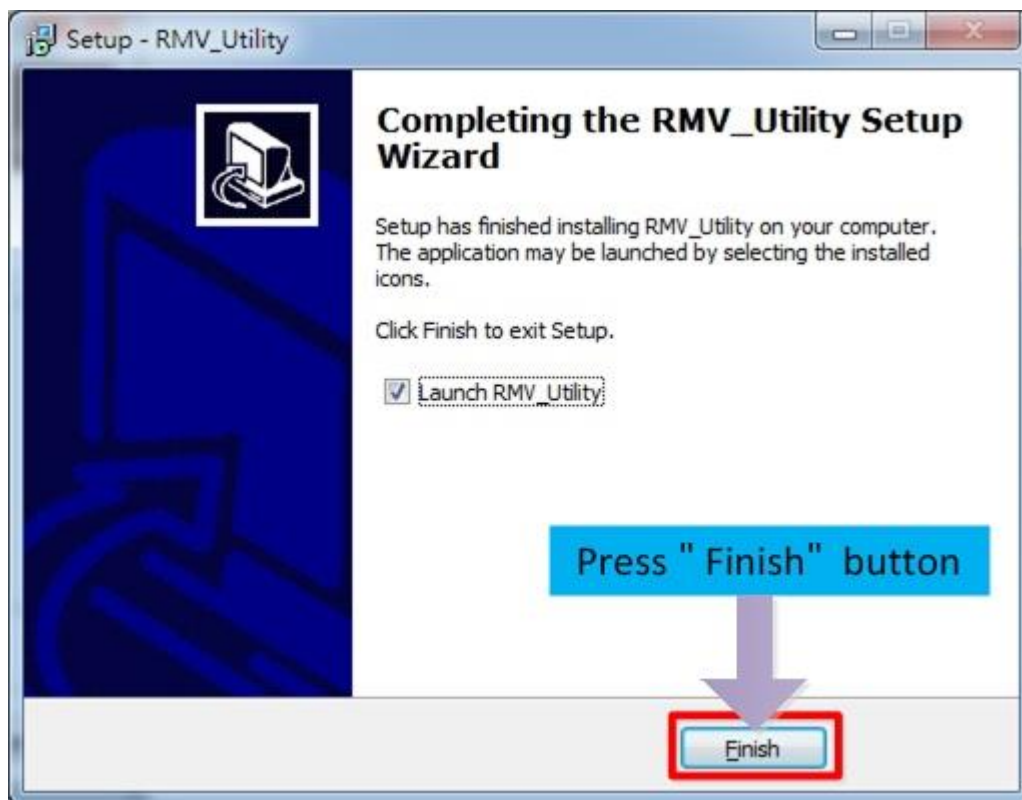 Setup - RMV_Utility
Completing the RMV_Utility Setup
Wizard
Setup has finished installing RMV_Utility on your computer.
The application may be launched by selecting the installed
icons.
Click Finish to exit Setup.
Launch RMV_Utility
Press "Finish" button
Finish